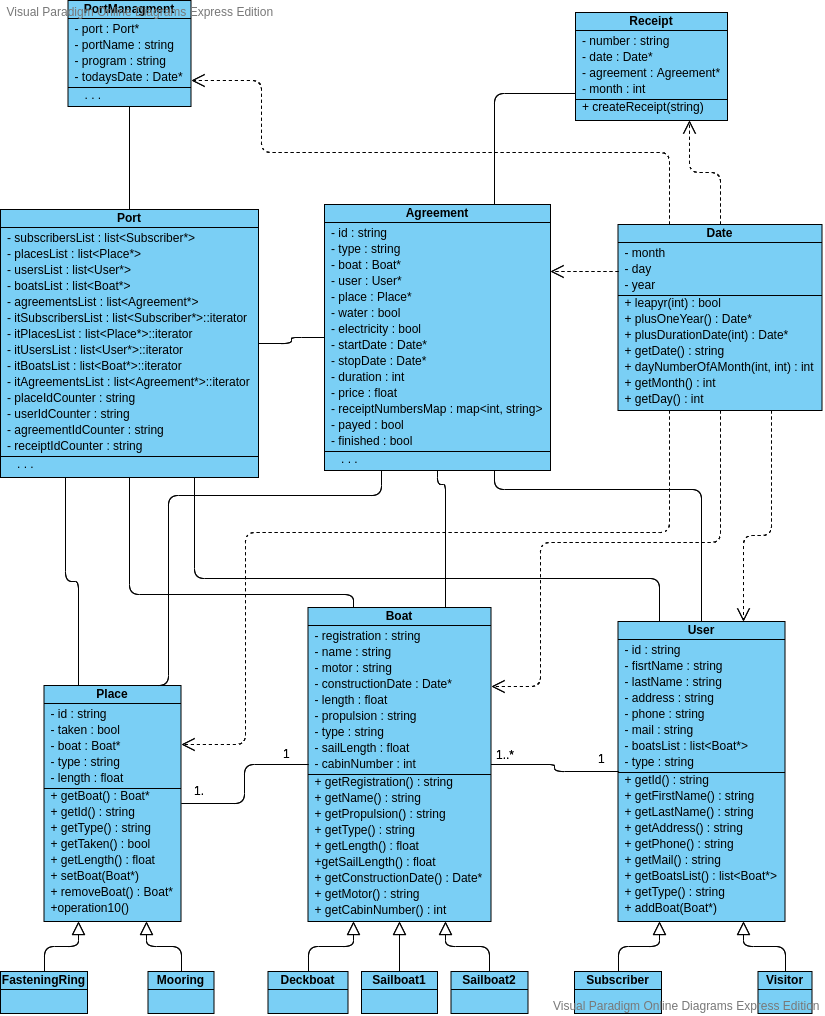 Visual Paradigm Online Diagrams Express Edition
PortManagment
- port : Port*
- portName : string
- program : string
- todaysDate : Date*
. . .
Receipt
- number : string
- date : Date*
- agreement : Agreement*
- month : int
+ createReceipt(string)
Port
- subscribersList : list<Subscriber*>
- placesList : list<Place*>
- usersList : list<User*>
- boatsList : list<Boat*>
- agreementsList : list<Agreement*>
- itSubscribersList : list<Subscriber*>::iterator
- itPlacesList : list<Place*>::iterator
- itUsersList : list<User*>::iterator
- itBoatsList : list<Boat*>::iterator
- itAgreementsList : list<Agreement*>::iterator
- placeIdCounter : string
- userIdCounter : string
- agreementIdCounter : string
- receiptIdCounter : string
. . .
Agreement
- id : string
- type : string
- boat : Boat*
- user : User*
- place : Place*
- water : bool
- electricity : bool
- startDate : Date*
- stopDate : Date*
- duration : int
- price : float
- receiptNumbersMap : map<int, string>
- payed : bool
- finished : bool
. . .
Date
- month
- day
- year
+ leapyr(int) : bool
+ plusOneYear() : Date*
+ plusDurationDate(int) : Date*
+ getDate() : string
+ dayNumberOfAMonth(int, int) : int
+ getMonth() : int
+ getDay() : int
Place
- id : string
- taken : bool
- boat : Boat*
- type : string
- length : float
+ getBoat() : Boat*
+ getId() : string
+ getType() : string
+ getTaken() : bool
+ getLength() : float
+ setBoat(Boat*)
+ removeBoat() : Boat*
+operation10()
1.
1
Boat
- registration : string
- name : string
- motor : string
- constructionDate : Date*
- length : float
- propulsion : string
- type : string
- sailLength : float
- cabinNumber : int
+ getRegistration() : string
+ getName() : string
+ getPropulsion() : string
+ getType() : string
+ getLength() : float
+getSailLength() : float
+ getConstructionDate() : Date*
+ getMotor() : string
+ getCabinNumber() : int
1..*
1
User
- id : string
- fisrtName : string
- lastName : string
- address : string
- phone : string
- mail : string
- boatsList : list<Boat*>
- type : string
+ getId() : string
+ getFirstName() : string
+ getLastName() : string
+ getAddress() : string
+ getPhone() : string
+ getMail() : string
+ getBoatsList() : list<Boat*>
+ getType() : string
+ addBoat(Boat*)
FasteningRing
Mooring
Deckboat
Sailboat1
Sailboat2
Subscriber
Visitor
Visual Paradigm Online Diagrams Express Edition